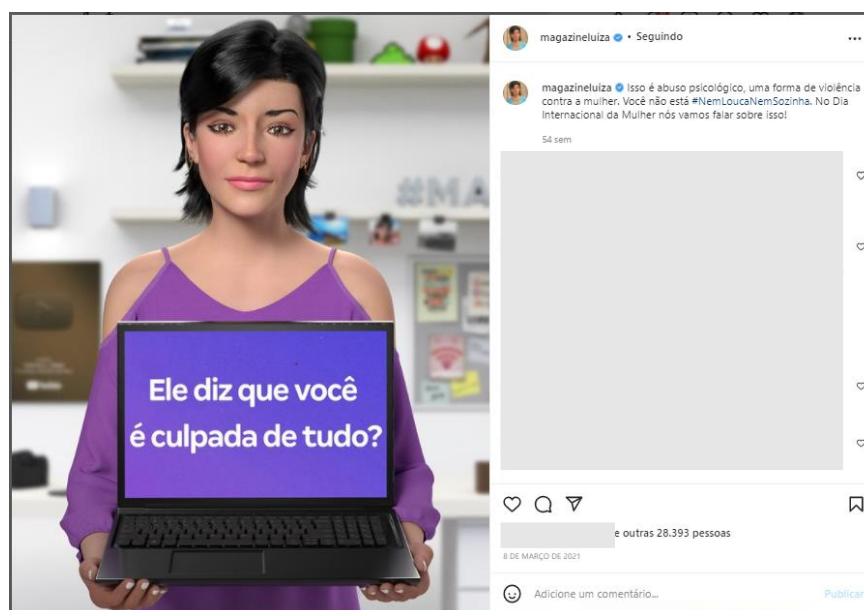 #MA
Ele diz que você
é culpada de tudo?
magazineluiza • Seguindo
magazineluiza Isso é abuso psicológico, uma forma de violência
contra a mulher. Você não está #NemLoucaNemSozinha. No Dia
Internacional da Mulher nós vamos falar sobre isso!
54 sem
e outras 28.393 pessoas
8 DE MARÇO DE 2021
Adicione um comentário...
Publicar